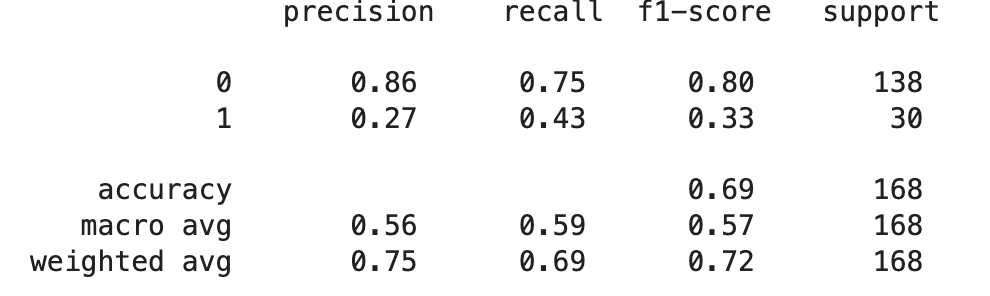 precision recall f1-score support
0 0.86 0.75 0.80 138
1 0.27 0.43 0.33 30
accuracy 0.69 168
macro avg 0.56 0.59 0.57 168
weighted avg 0.75 0.69 0.72 168